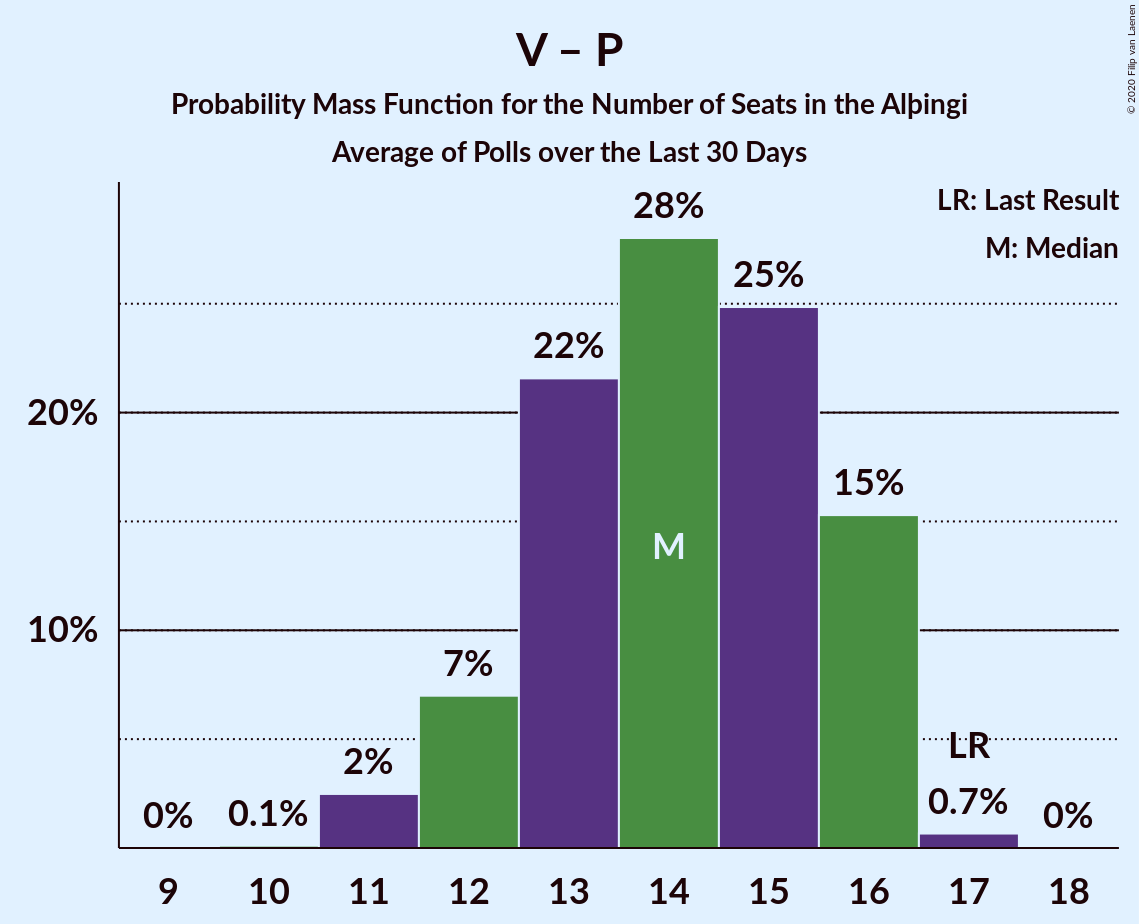 V – P
Probability Mass Function for the Number of Seats in the Alþingi
Average of Polls over the Last 30 Days
© 2020 Filip van Laenen
LR: Last Result
M: Median
28%
25%
22%
20%
15%
M
10%
7%
LR
2%
0.7%
0%
0.1%
0%
9
10
11
12
13
14
15
16
17
18